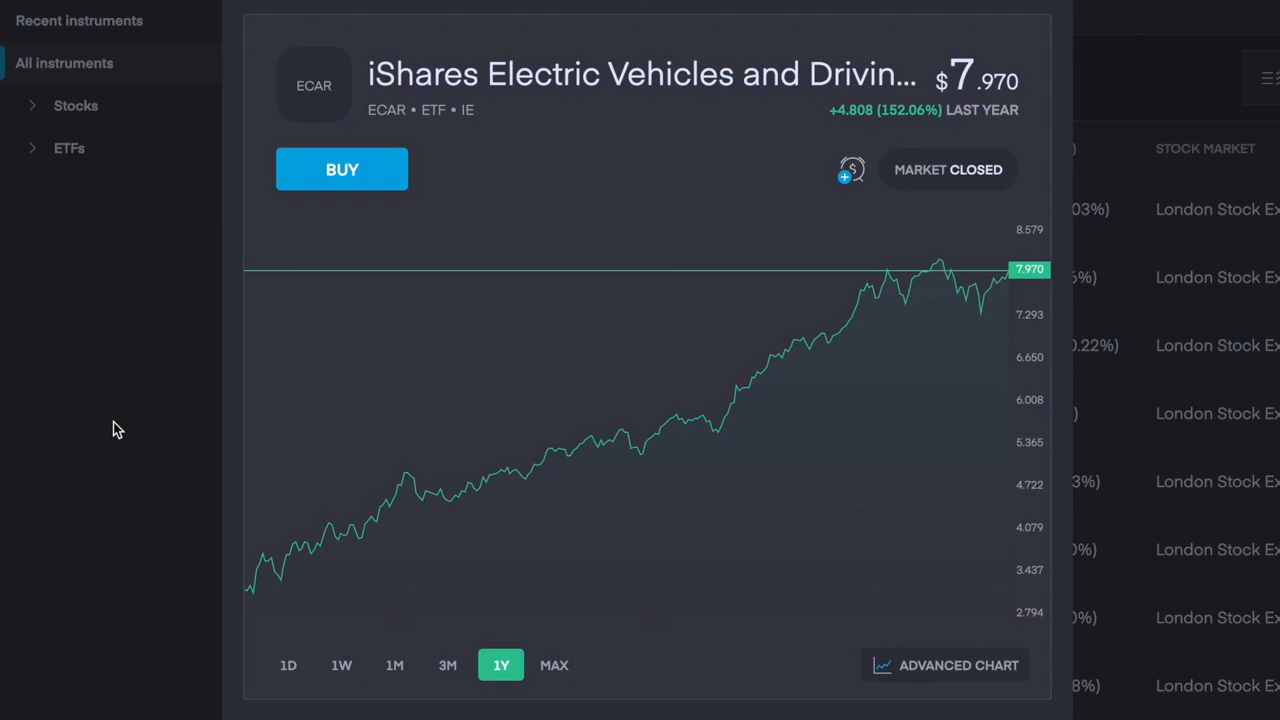 Recent instruments
All instruments
Stocks
ETFs
ECAR
iShares Electric Vehicles and Drivin...
$7.970
ECAR • ETF • IE
+4.808 (152.06%) LAST YEAR
BUY
MARKET CLOSED
8.579
7.970
7.293
6.650
6.008
5.365
4.722
4.079
3.437
2.794
1D 1W 1M 3M 1Y MAX
ADVANCED CHART
) STOCK MARKET
03%) London Stock Ex
6%) London Stock Ex
0.22%) London Stock Ex
) London Stock Ex
3%) London Stock Ex
0%) London Stock Ex
0%) London Stock Ex
8%) London Stock Ex